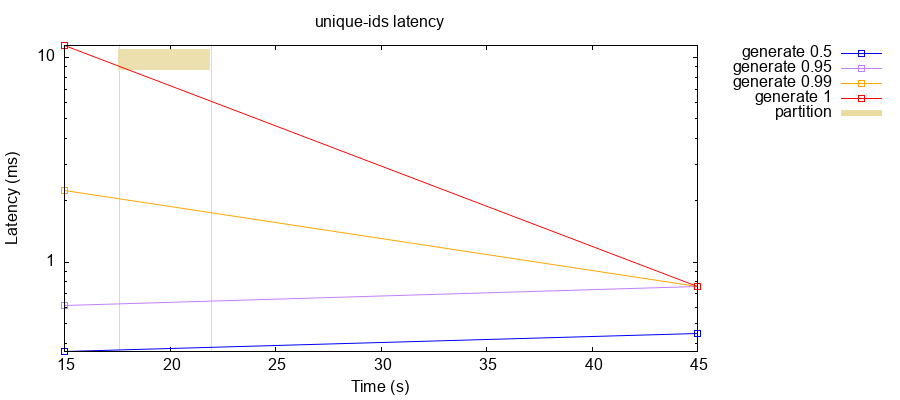 unique-ids latency
generate 0.5
generate 0.95
generate 0.99
generate 1
partition
10
1
Latency (ms)
15 20 25 30 35 40 45
Time (s)